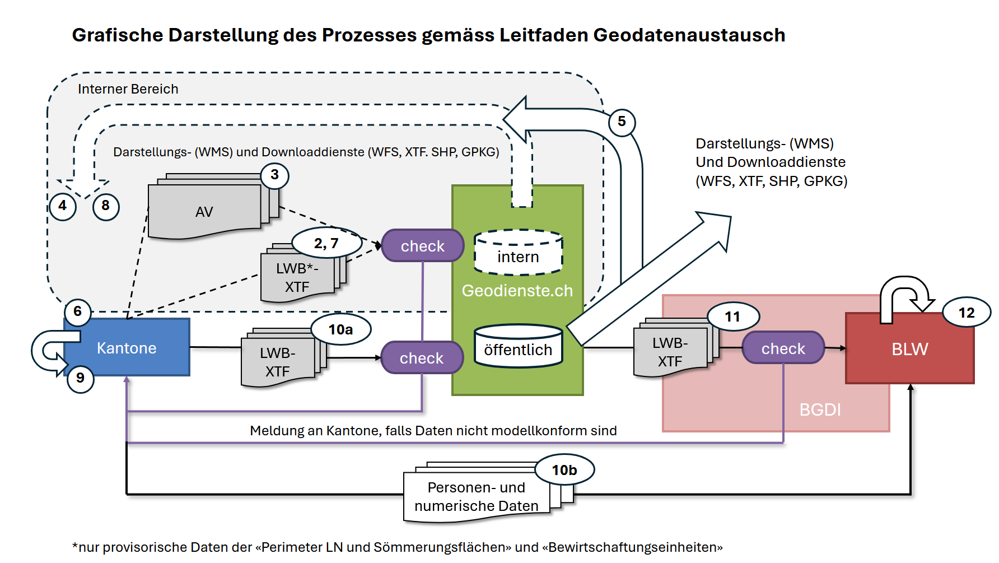 Grafische Darstellung des Prozesses gemäss Leitfaden Geodatenaustausch
Interner Bereich
5
Darstellungs- (WMS)
Und Downloaddienste
(WFS, XTF, SHP, GPKG)
Darstellungs- (WMS) und Downloaddienste (WFS, XTF. SHP, GPKG)
3
4
8
AV
2, 7
check
intern
LWB*-
XTF
Geodienste.ch
6
10a
11
12
Kantone
LWB-
XTF
check
öffentlich
LWB-
XTF
check
BLW
9
BGDI
Meldung an Kantone, falls Daten nicht modellkonform sind
10b
Personen- und
numerische Daten
*nur provisorische Daten der «Perimeter LN und Sömmerungsflächen» und «Bewirtschaftungseinheiten»